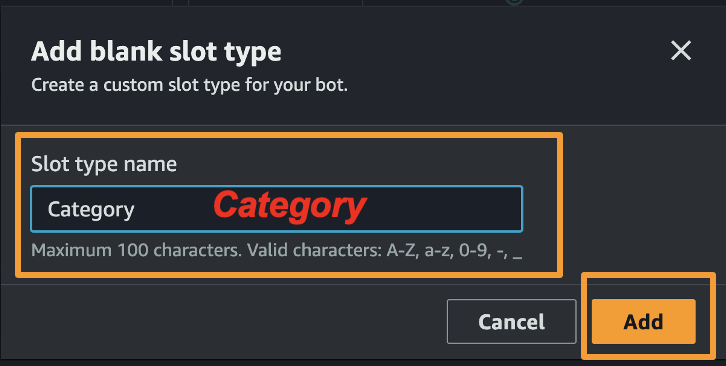 Add blank slot type
Create a custom slot type for your bot.
Slot type name
Category Category
Maximum 100 characters. Valid characters: A-Z, a-z, 0-9, -, _
Cancel Add